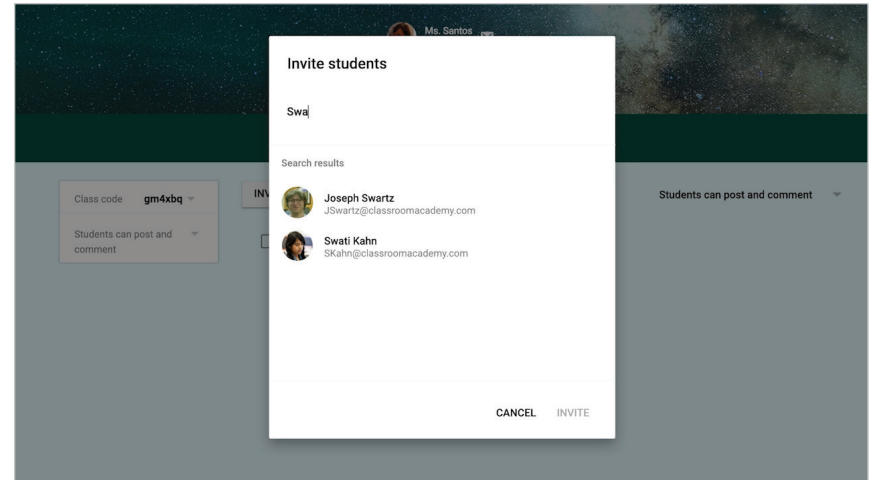 Ms. Santos
Invite students
Swa
Search results
Joseph Swartz
JSwartz@classroomacademy.com
Swati Kahn
SKahn@classroomacademy.com
CANCEL INVITE
Class code gm4xbq
Students can post and
comment
INV
Students can post and comment